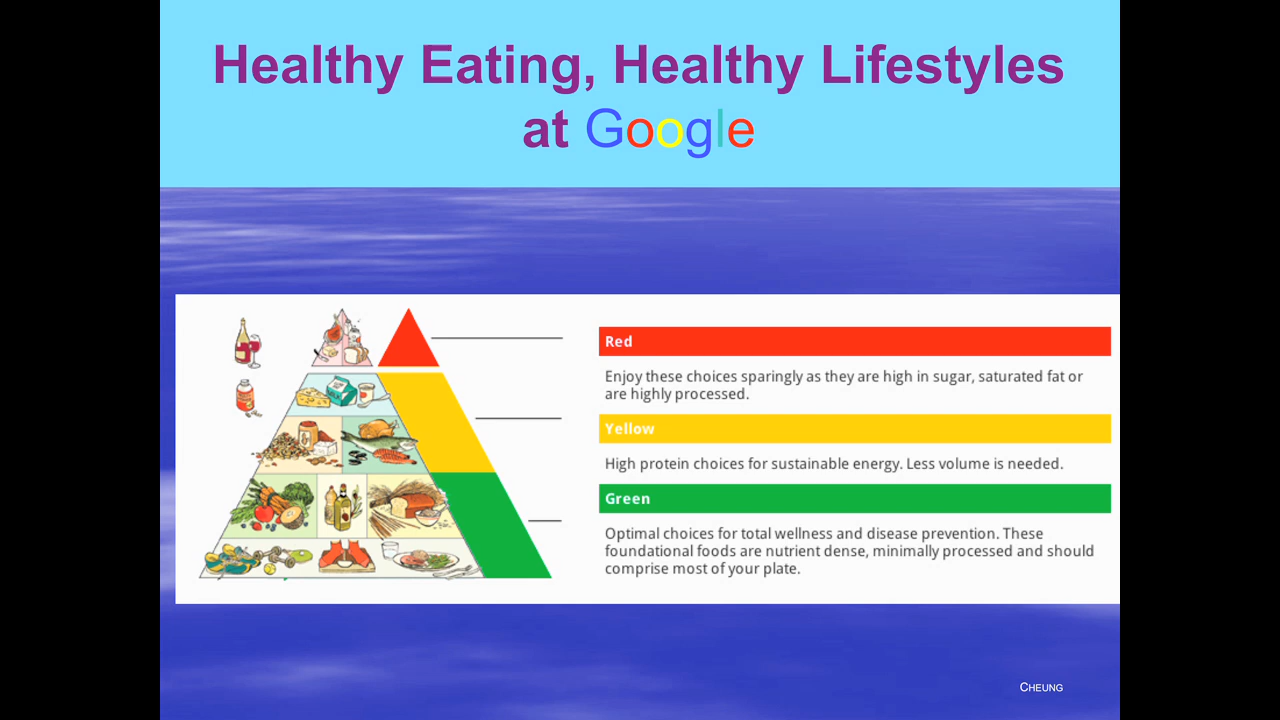 Healthy Eating, Healthy Lifestyles
at Google
Red
Enjoy these choices sparingly as they are high in sugar, saturated fat or
are highly processed.
Yellow
High protein choices for sustainable energy. Less volume is needed.
Green
Optimal choices for total wellness and disease prevention. These
foundational foods are nutrient dense, minimally processed and should
comprise most of your plate.
CHEUNG